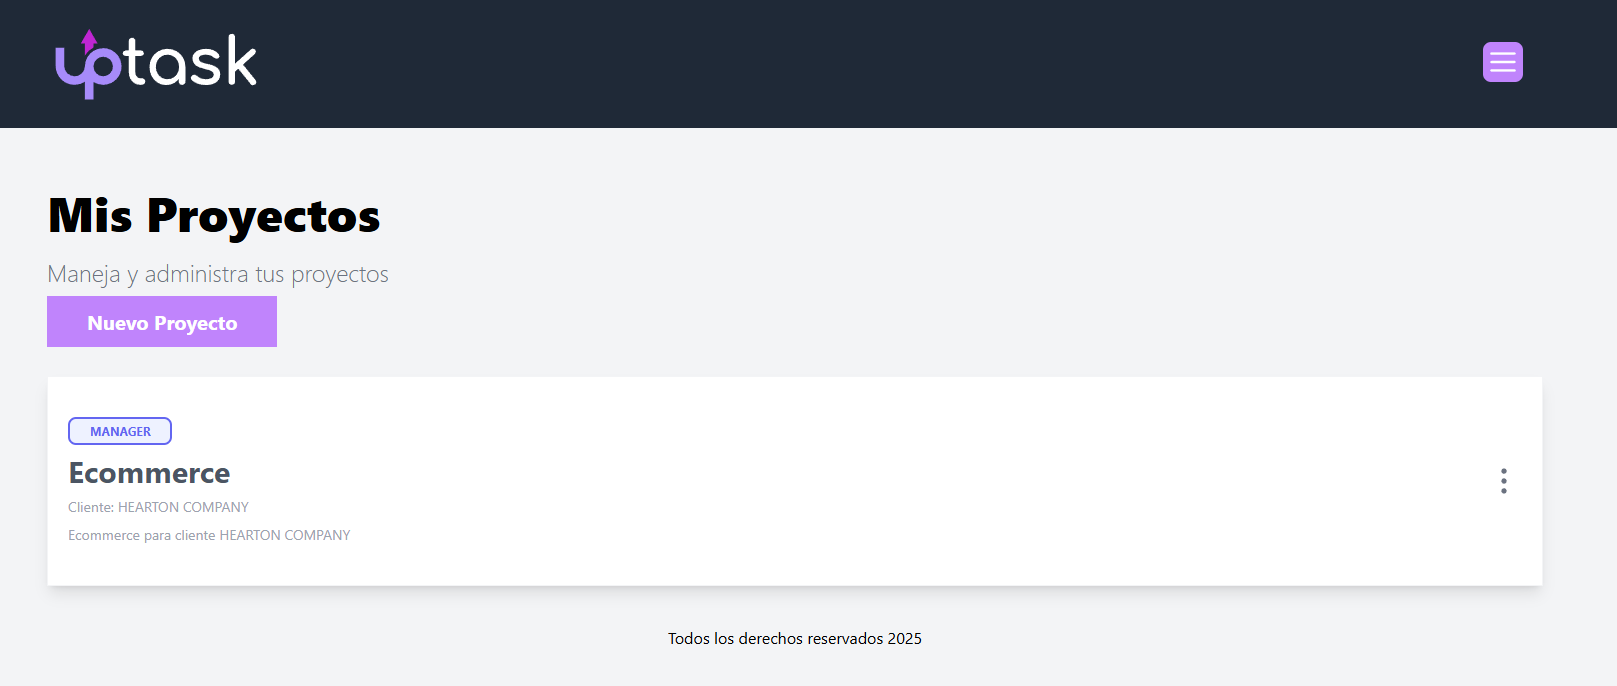 uptask
Mis Proyectos
Maneja y administra tus proyectos
Nuevo Proyecto
MANAGER
Ecommerce
Cliente: HEARTON COMPANY
Ecommerce para cliente HEARTON COMPANY
Todos los derechos reservados 2025